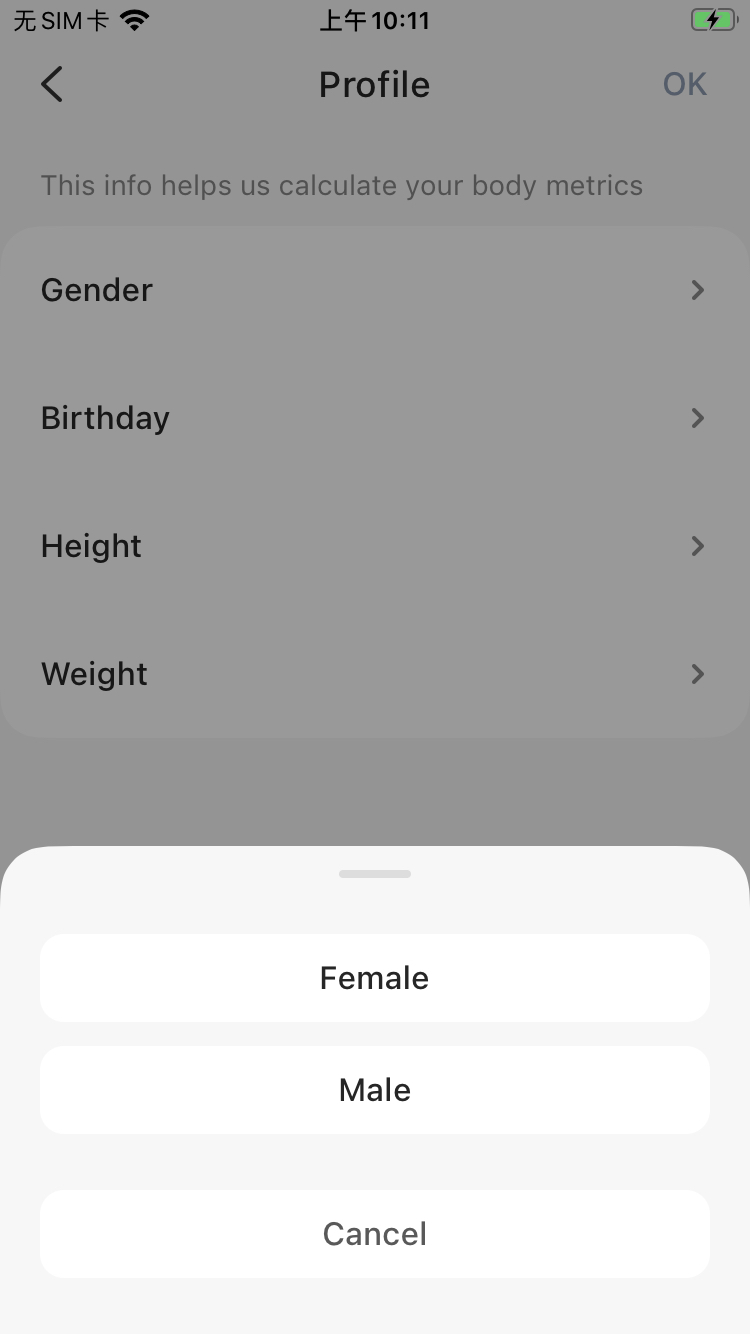 无SIM卡 上午10:11
Profile OK
This info helps us calculate your body metrics
Gender
Birthday
Height
Weight
Female
Male
Cancel